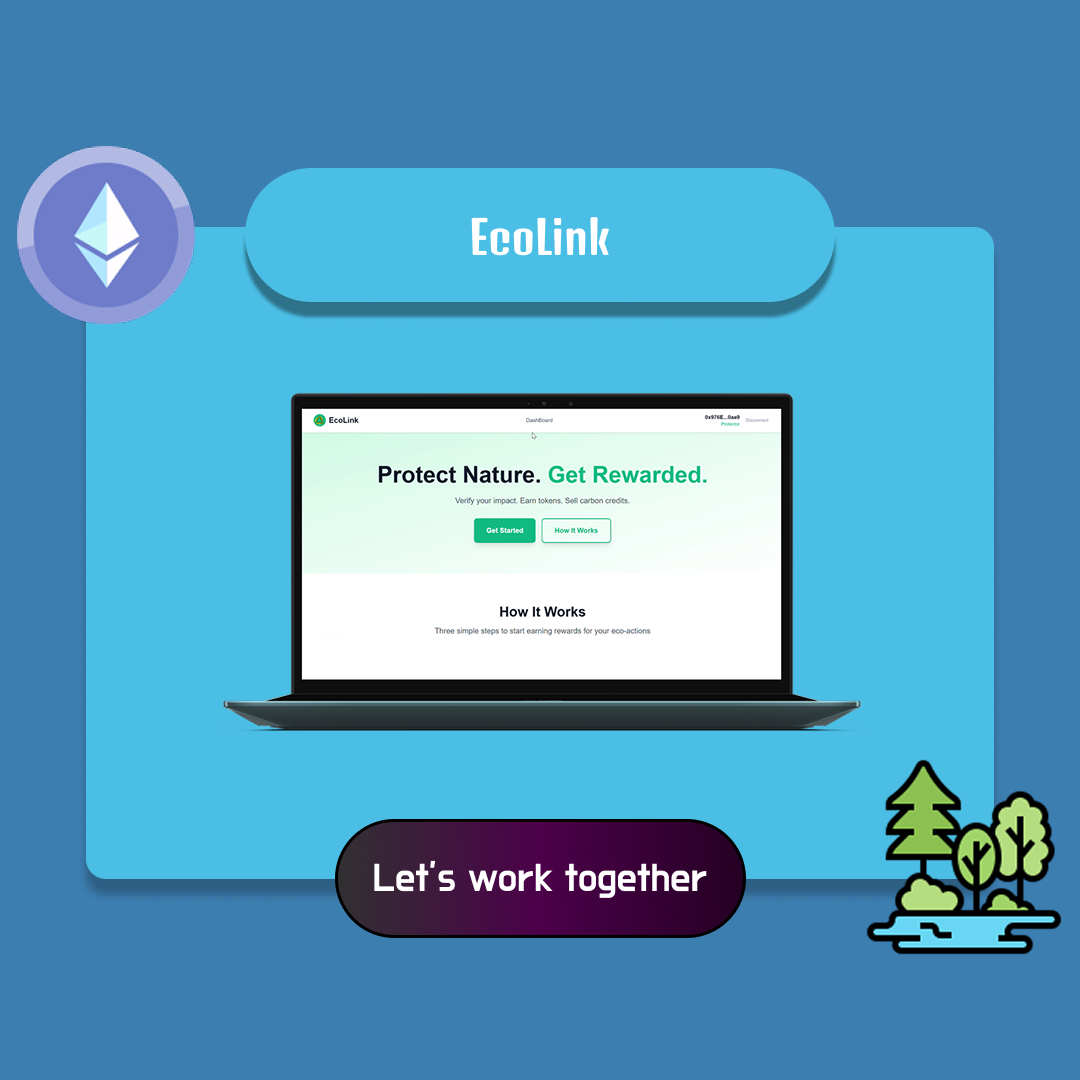 EcoLink
EcoLink
DashBoard
0x976E...0aa9
Protector
Disconnect
Protect Nature. Get Rewarded.
Verify your impact. Earn tokens. Sell carbon credits.
Get Started
How It Works
How It Works
Three simple steps to start earning rewards for your eco-actions
Let's work together